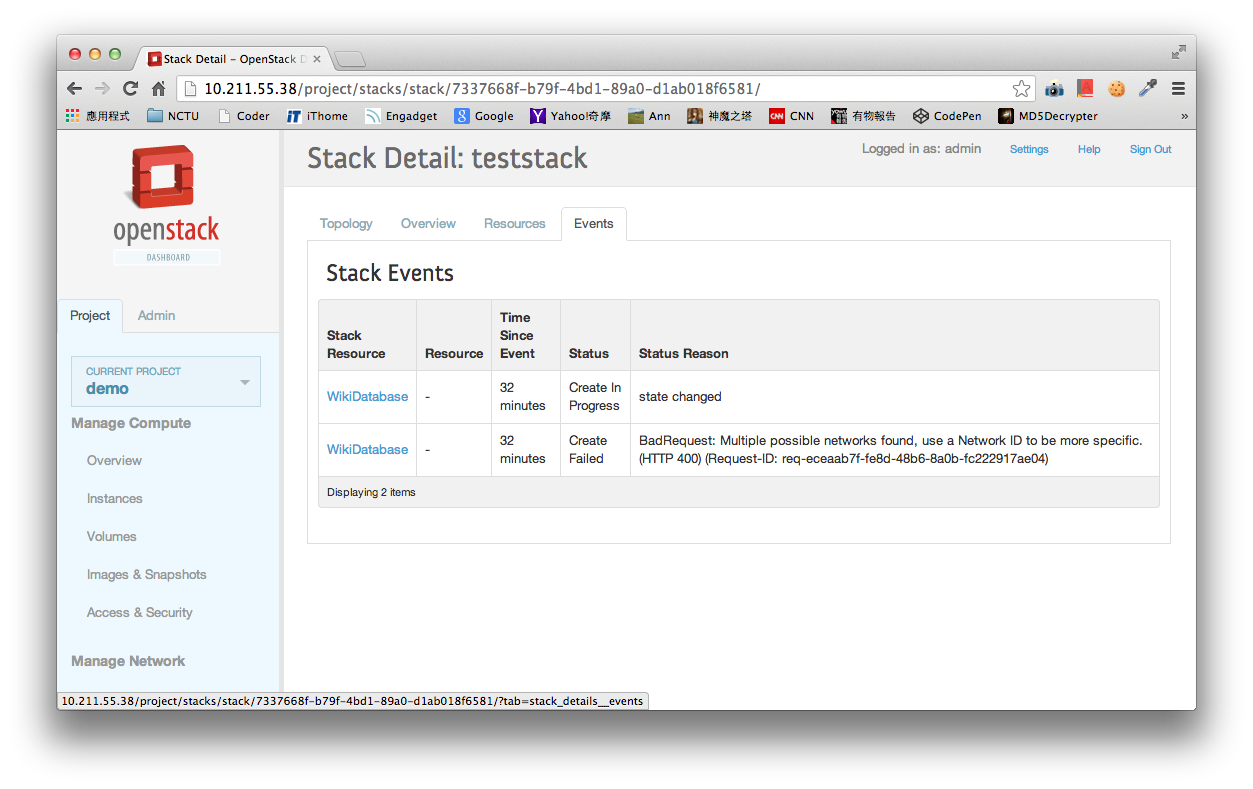 Stack Detail - OpenStack D
10.211.55.38/project/stacks/stack/7337668f-b79f-4bd1-89a0-d1ab018f6581/
應用程式 NCTU Coder iThome Engadget Google Yahoo!奇摩 Ann 神魔之塔 CNN 有物報告 CodePen MD5Decrypter »
openstack
DASHBOARD
Stack Detail: teststack
Logged in as: admin Settings Help Sign Out
Project Admin
CURRENT PROJECT
demo
Manage Compute
Overview
Instances
Volumes
Images & Snapshots
Access & Security
Manage Network
Topology Overview Resources Events
Stack Events
Stack Resource Resource Time Since Event Status Status Reason
WikiDatabase - 32 minutes Create In Progress state changed
WikiDatabase - 32 minutes Create Failed BadRequest: Multiple possible networks found, use a Network ID to be more specific.
(HTTP 400) (Request-ID: req-eceaab7f-fe8d-48b6-8a0b-fc222917ae04)
Displaying 2 items
10.211.55.38/project/stacks/stack/7337668f-b79f-4bd1-89a0-d1ab018f6581/?tab=stack_details__events